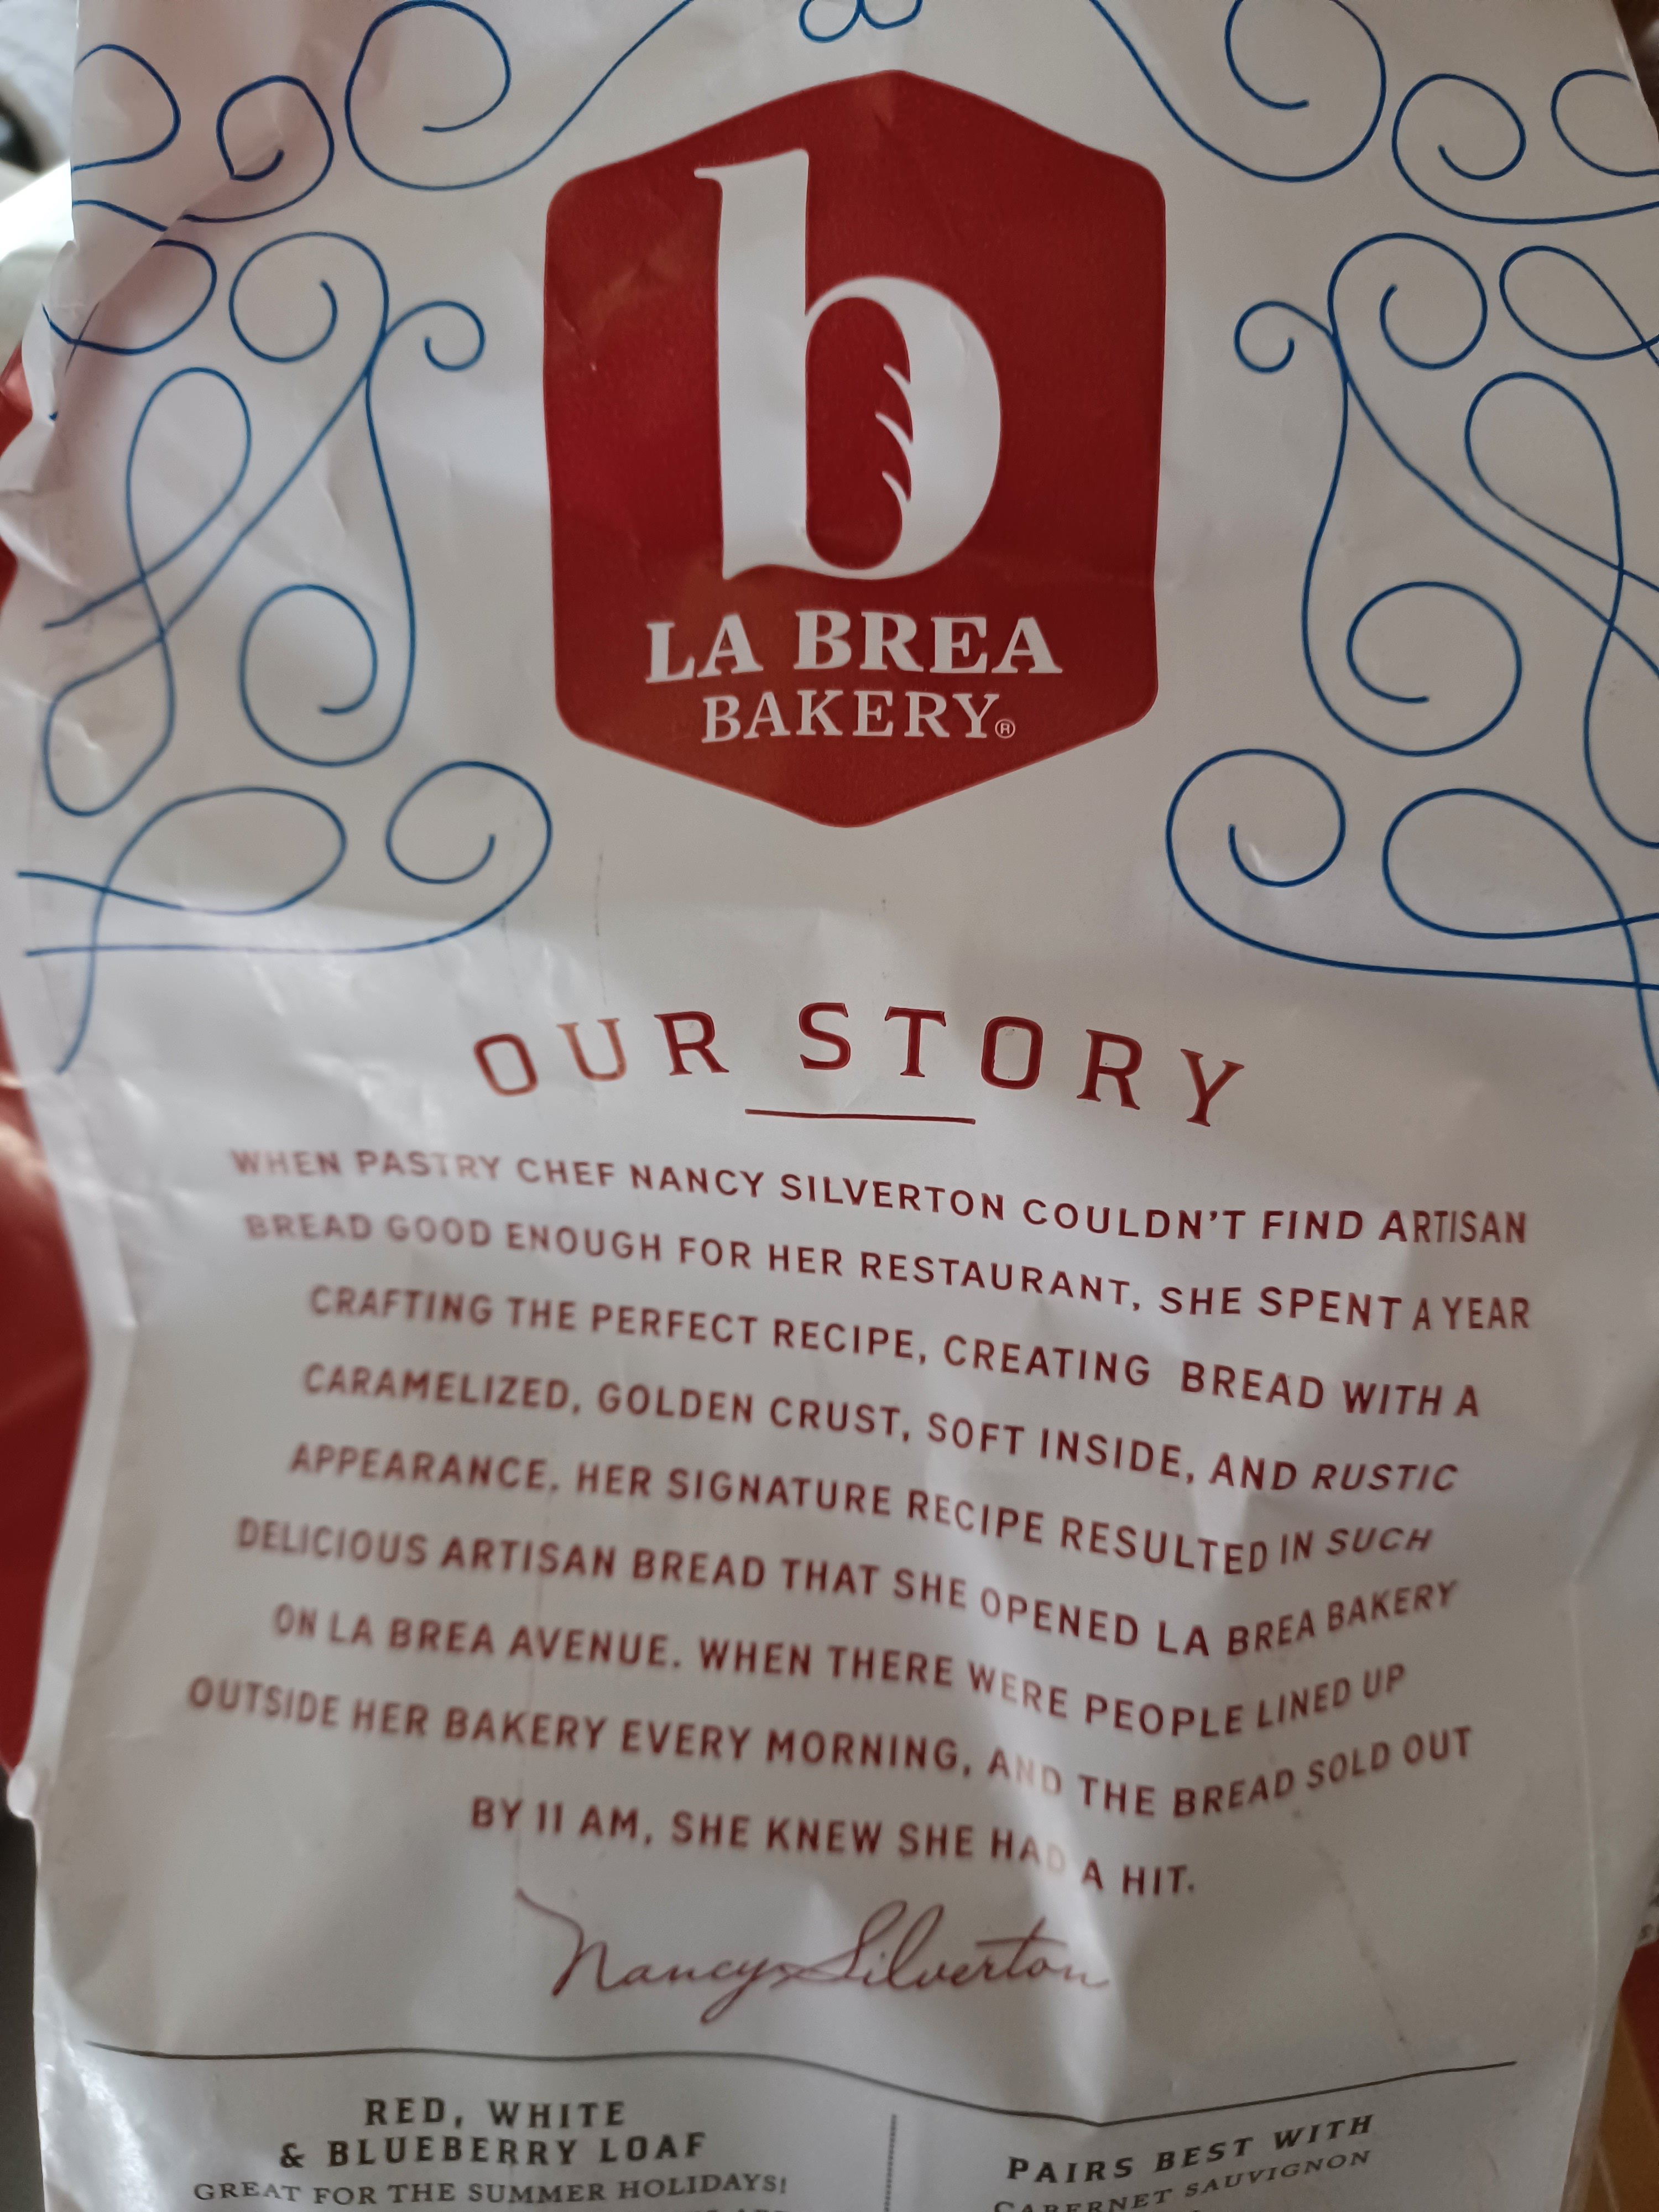 b
LA BREA
BAKERY®
OUR STORY
WHEN PASTRY CHEF NANCY SILVERTON COULDN'T FIND ARTISAN
BREAD GOOD ENOUGH FOR HER RESTAURANT, SHE SPENT A YEAR
CRAFTING THE PERFECT RECIPE, CREATING BREAD WITH A
CARAMELIZED, GOLDEN CRUST, SOFT INSIDE, AND RUSTIC
APPEARANCE. HER SIGNATURE RECIPE RESULTED IN SUCH
DELICIOUS ARTISAN BREAD THAT SHE OPENED LA BREA BAKERY
ON LA BREA AVENUE. WHEN THERE WERE PEOPLE LINED UP
OUTSIDE HER BAKERY EVERY MORNING, AND THE BREAD SOLD OUT
BY 11 AM, SHE KNEW SHE HAD A HIT.
Nancy Silverton
RED, WHITE
& BLUEBERRY LOAF
GREAT FOR THE SUMMER HOLIDAYS!
PAIRS BEST WITH
CABERNET SAUVIGNON